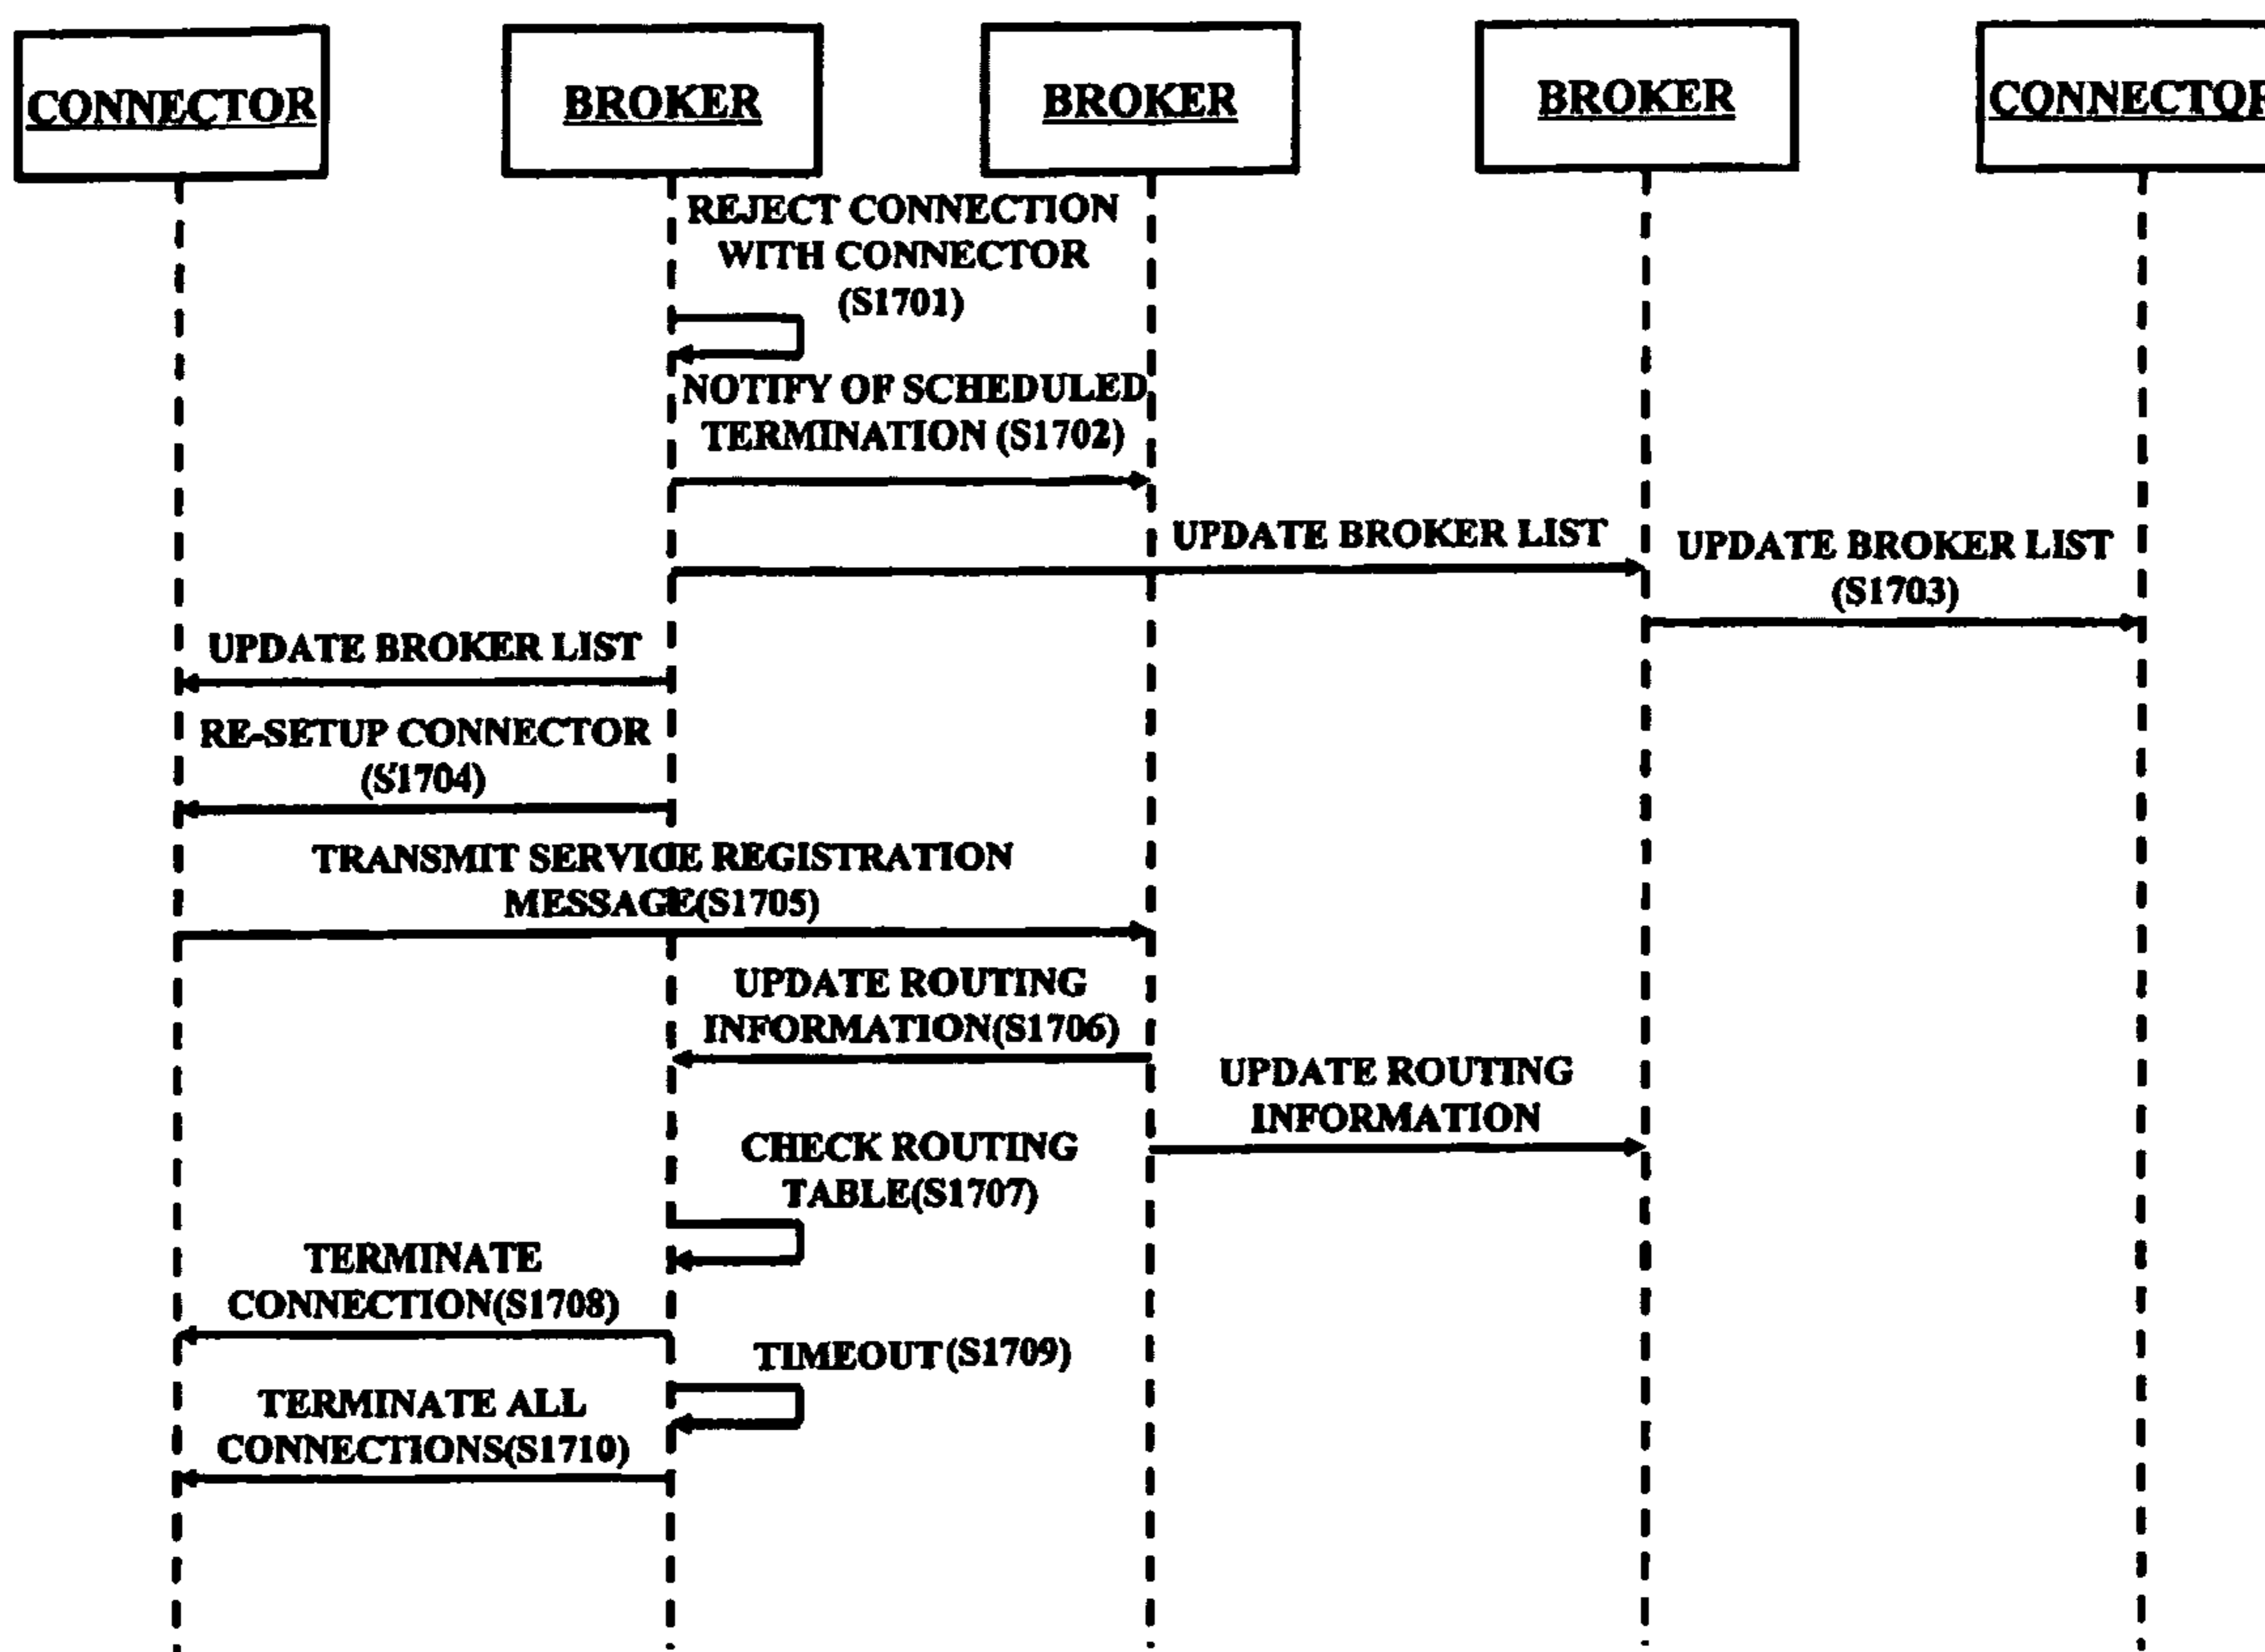 CONNECTOR
BROKER
BROKER
BROKER
CONNECTOR
REJECT CONNECTION
WITH CONNECTOR
(S1701)
NOTIFY OF SCHEDULED
TERMINATION (S1702)
UPDATE BROKER LIST
UPDATE BROKER LIST
(S1703)
UPDATE BROKER LIST
RE-SETUP CONNECTOR
(S1704)
TRANSMIT SERVICE REGISTRATION
MESSAGE(S1705)
UPDATE ROUTING
INFORMATION(S1706)
UPDATE ROUTING
INFORMATION
CHECK ROUTING
TABLE(S1707)
TERMINATE
CONNECTION(S1708)
TIMEOUT(S1709)
TERMINATE ALL
CONNECTIONS(S1710)